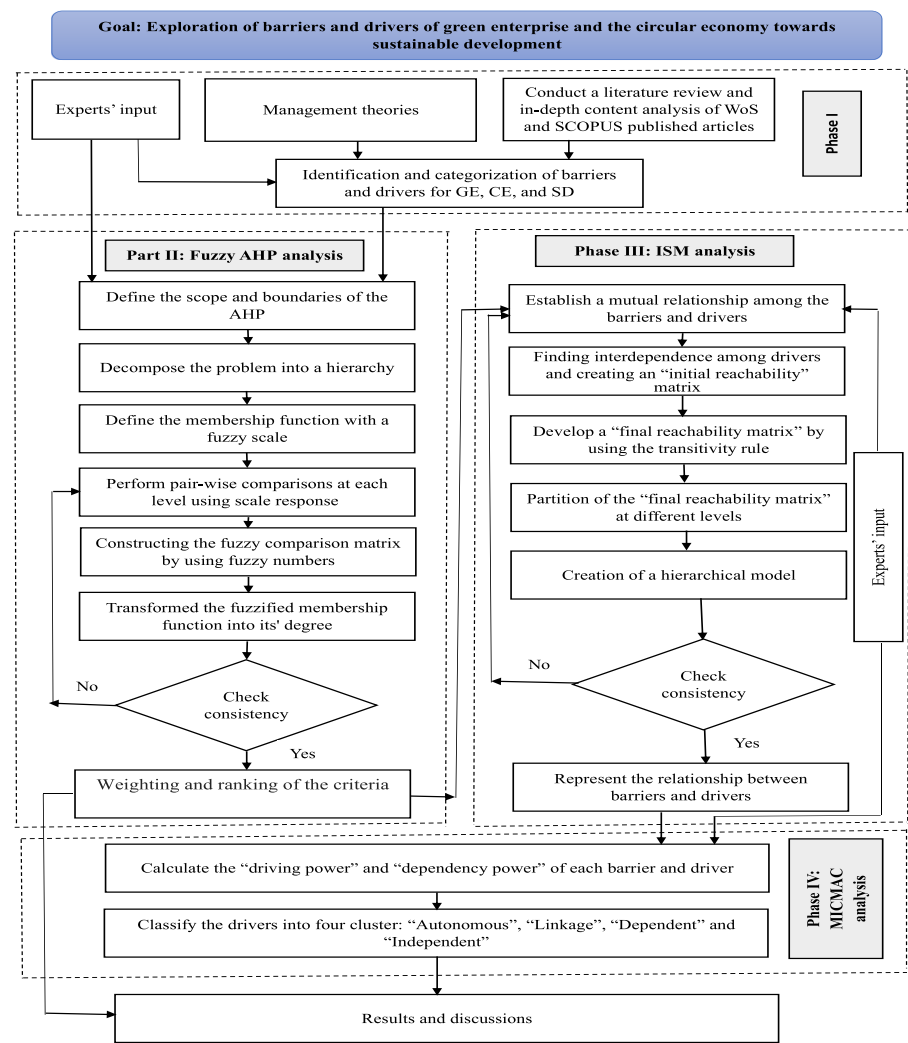 Goal: Exploration of barriers and drivers of green enterprise and the circular economy towards
sustainable development
Experts' input
Management theories
Conduct a literature review and
in-depth content analysis of WoS
and SCOPUS published articles
Phase I
Identification and categorization of barriers
and drivers for GE, CE, and SD
Part II: Fuzzy AHP analysis
Define the scope and boundaries of the
AHP
Decompose the problem into a hierarchy
Define the membership function with a
fuzzy scale
Perform pair-wise comparisons at each
level using scale response
Constructing the fuzzy comparison matrix
by using fuzzy numbers
Transformed the fuzzified membership
function into its' degree
No
Check
consistency
Yes
Weighting and ranking of the criteria
Phase III: ISM analysis
Establish a mutual relationship among the
barriers and drivers
Finding interdependence among drivers
and creating an “initial reachability”
matrix
Develop a “final reachability matrix” by
using the transitivity rule
Partition of the “final reachability matrix”
at different levels
Creation of a hierarchical model
Experts' input
No
Check
consistency
Yes
Represent the relationship between
barriers and drivers
Calculate the “driving power” and “dependency power” of each barrier and driver
Classify the drivers into four cluster: “Autonomous”, “Linkage”, “Dependent” and
“Independent”
Phase IV:
MICMAC
analysis
Results and discussions